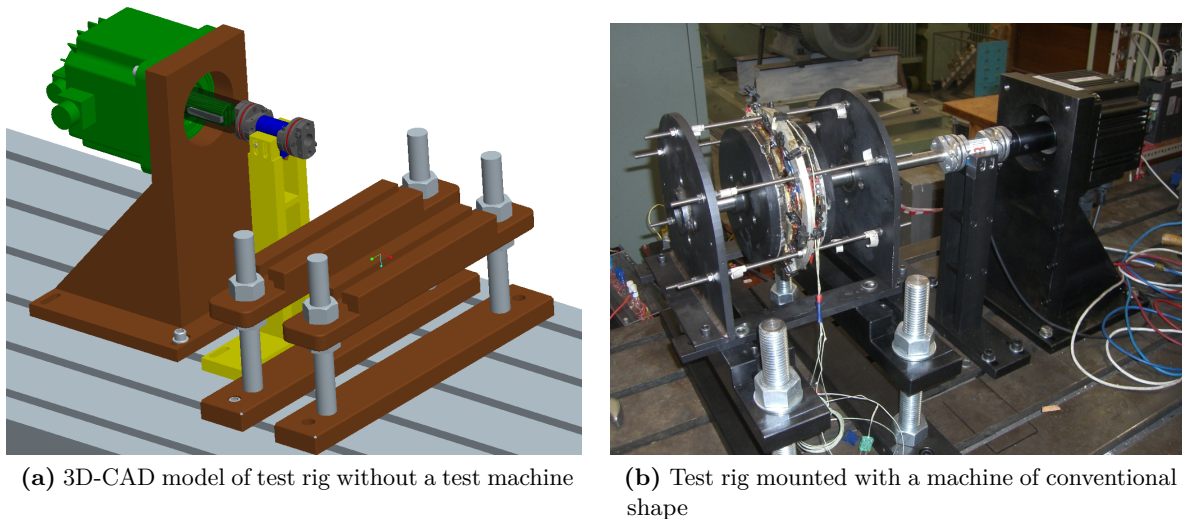 (a) 3D-CAD model of test rig without a test machine
(b) Test rig mounted with a machine of conventional
shape